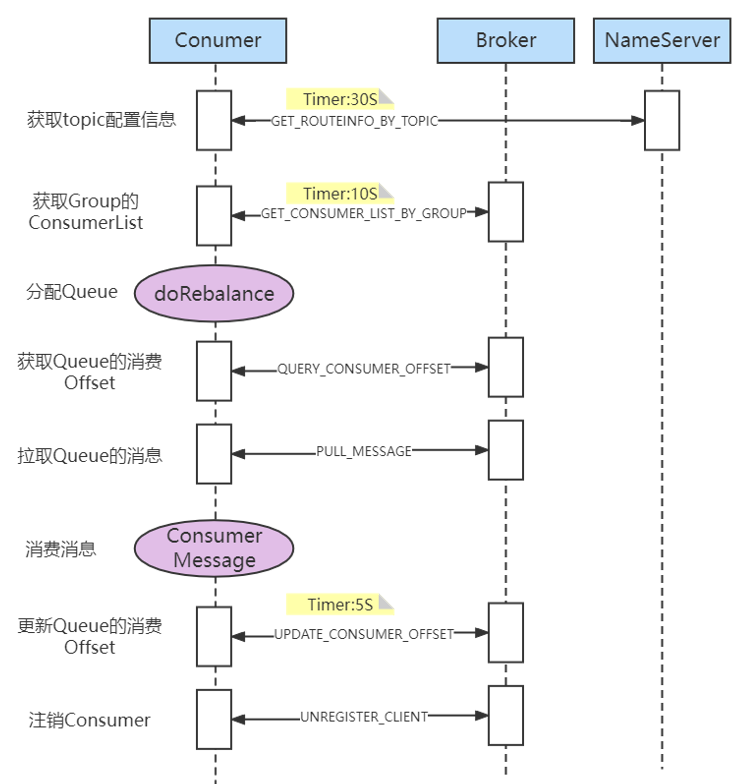 Conumer
Broker
NameServer
Timer:30S
获取topic配置信息
GET_ROUTEINFO_BY_TOPIC
Timer:10S
获取Group的
ConsumerList
GET_CONSUMER_LIST_BY_GROUP
分配Queue
doRebalance
获取Queue的消费
Offset
QUERY_CONSUMER_OFFSET
拉取Queue的消息
PULL_MESSAGE
消费消息
Consumer
Message
Timer:5S
更新Queue的消费
Offset
UPDATE_CONSUMER_OFFSET
注销Consumer
UNREGISTER_CLIENT